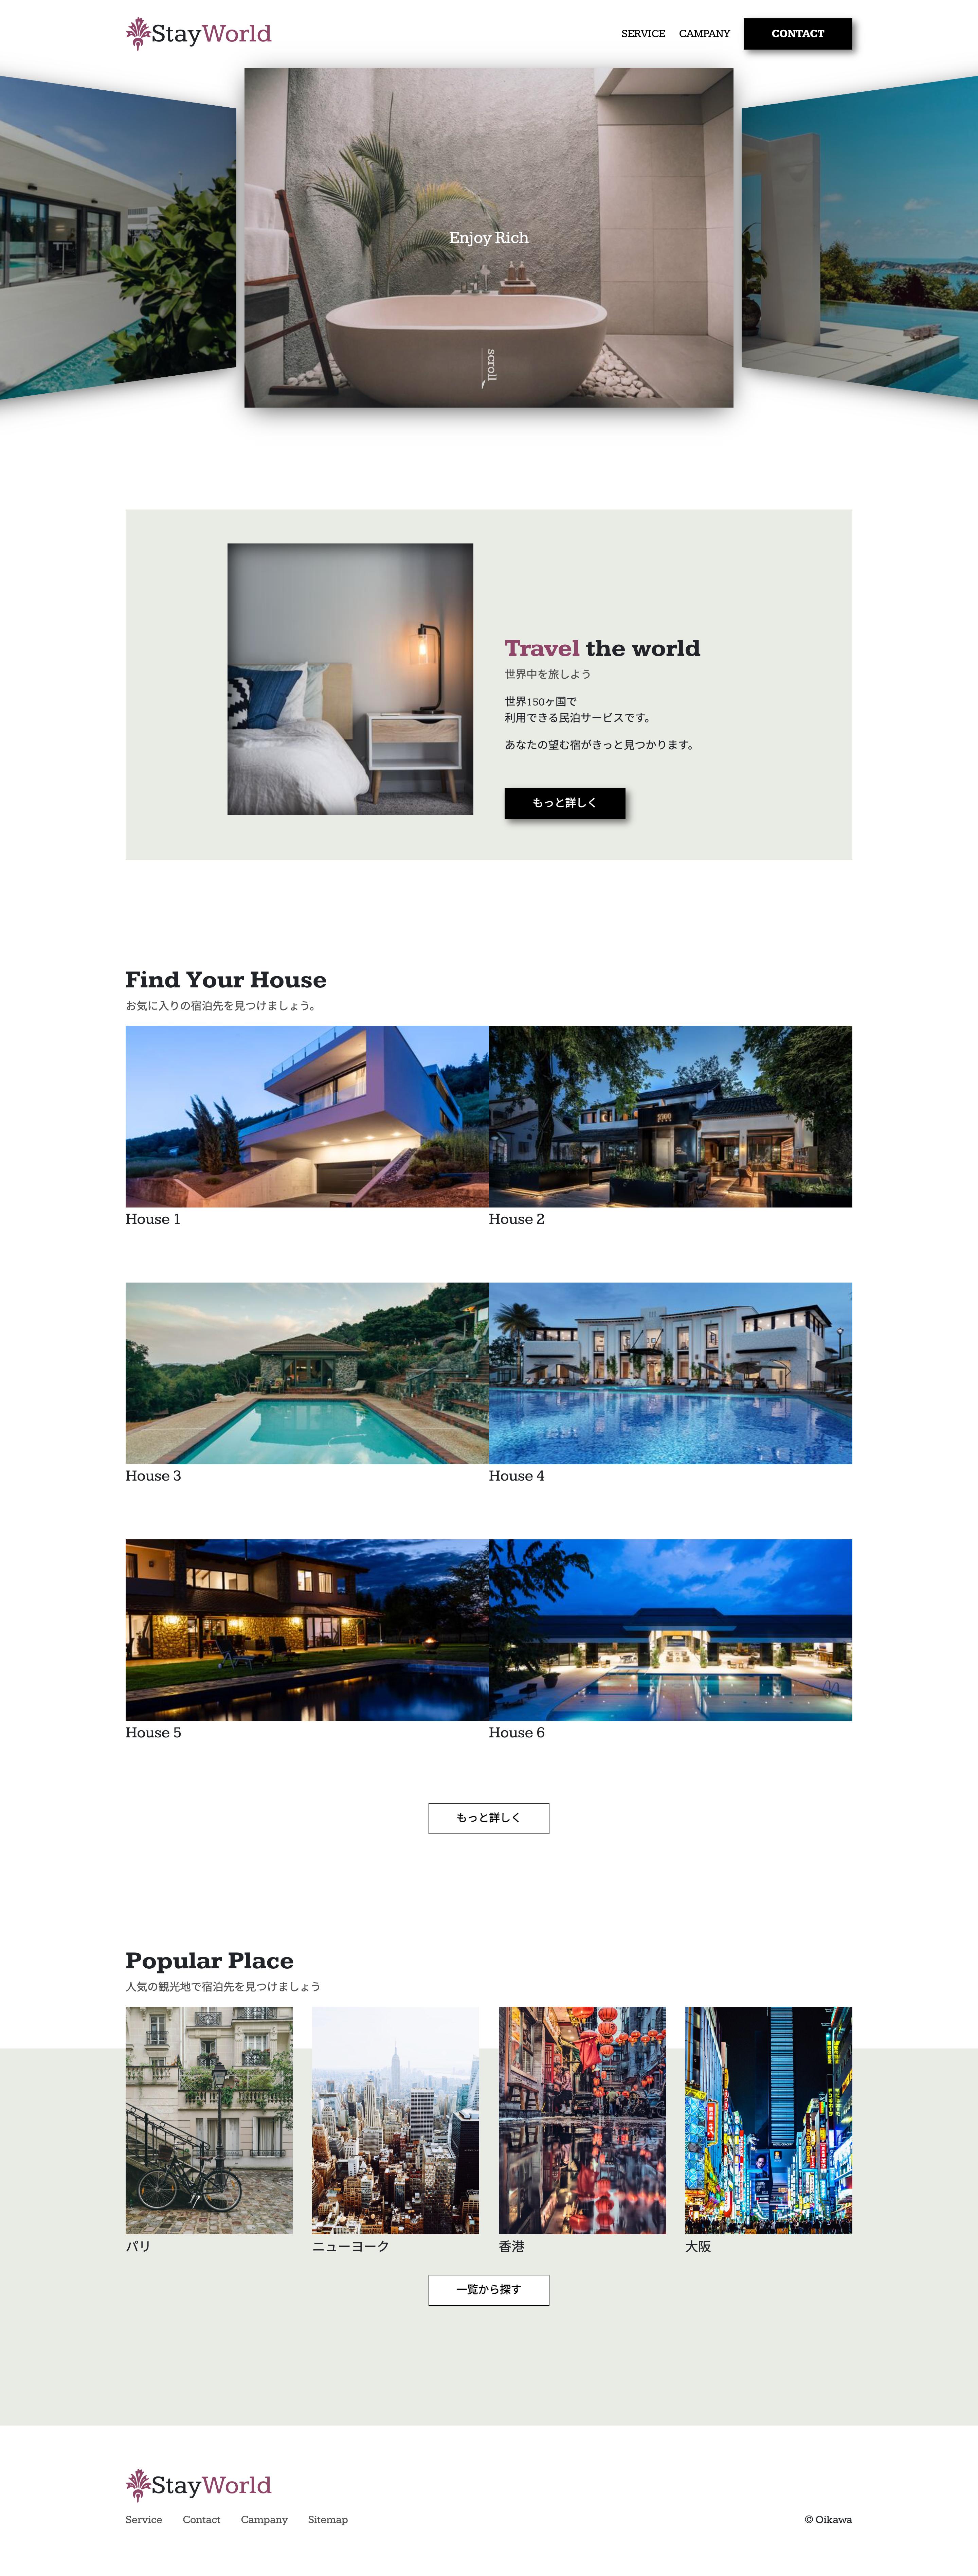 StayWorld
SERVICE
CAMPANY
CONTACT
Enjoy Rich
scroll
Travel the world
世界中を旅しよう
世界150ヶ国で
利用できる民泊サービスです。
あなたの望む宿がきっと見つかります。
もっと詳しく
Find Your House
お気に入りの宿泊先を見つけましょう。
House 1
House 2
House 3
House 4
House 5
House 6
もっと詳しく
Popular Place
人気の観光地で宿泊先を見つけましょう
パリ
ニューヨーク
香港
大阪
一覧から探す
StayWorld
Service
Contact
Campany
Sitemap
© Oikawa